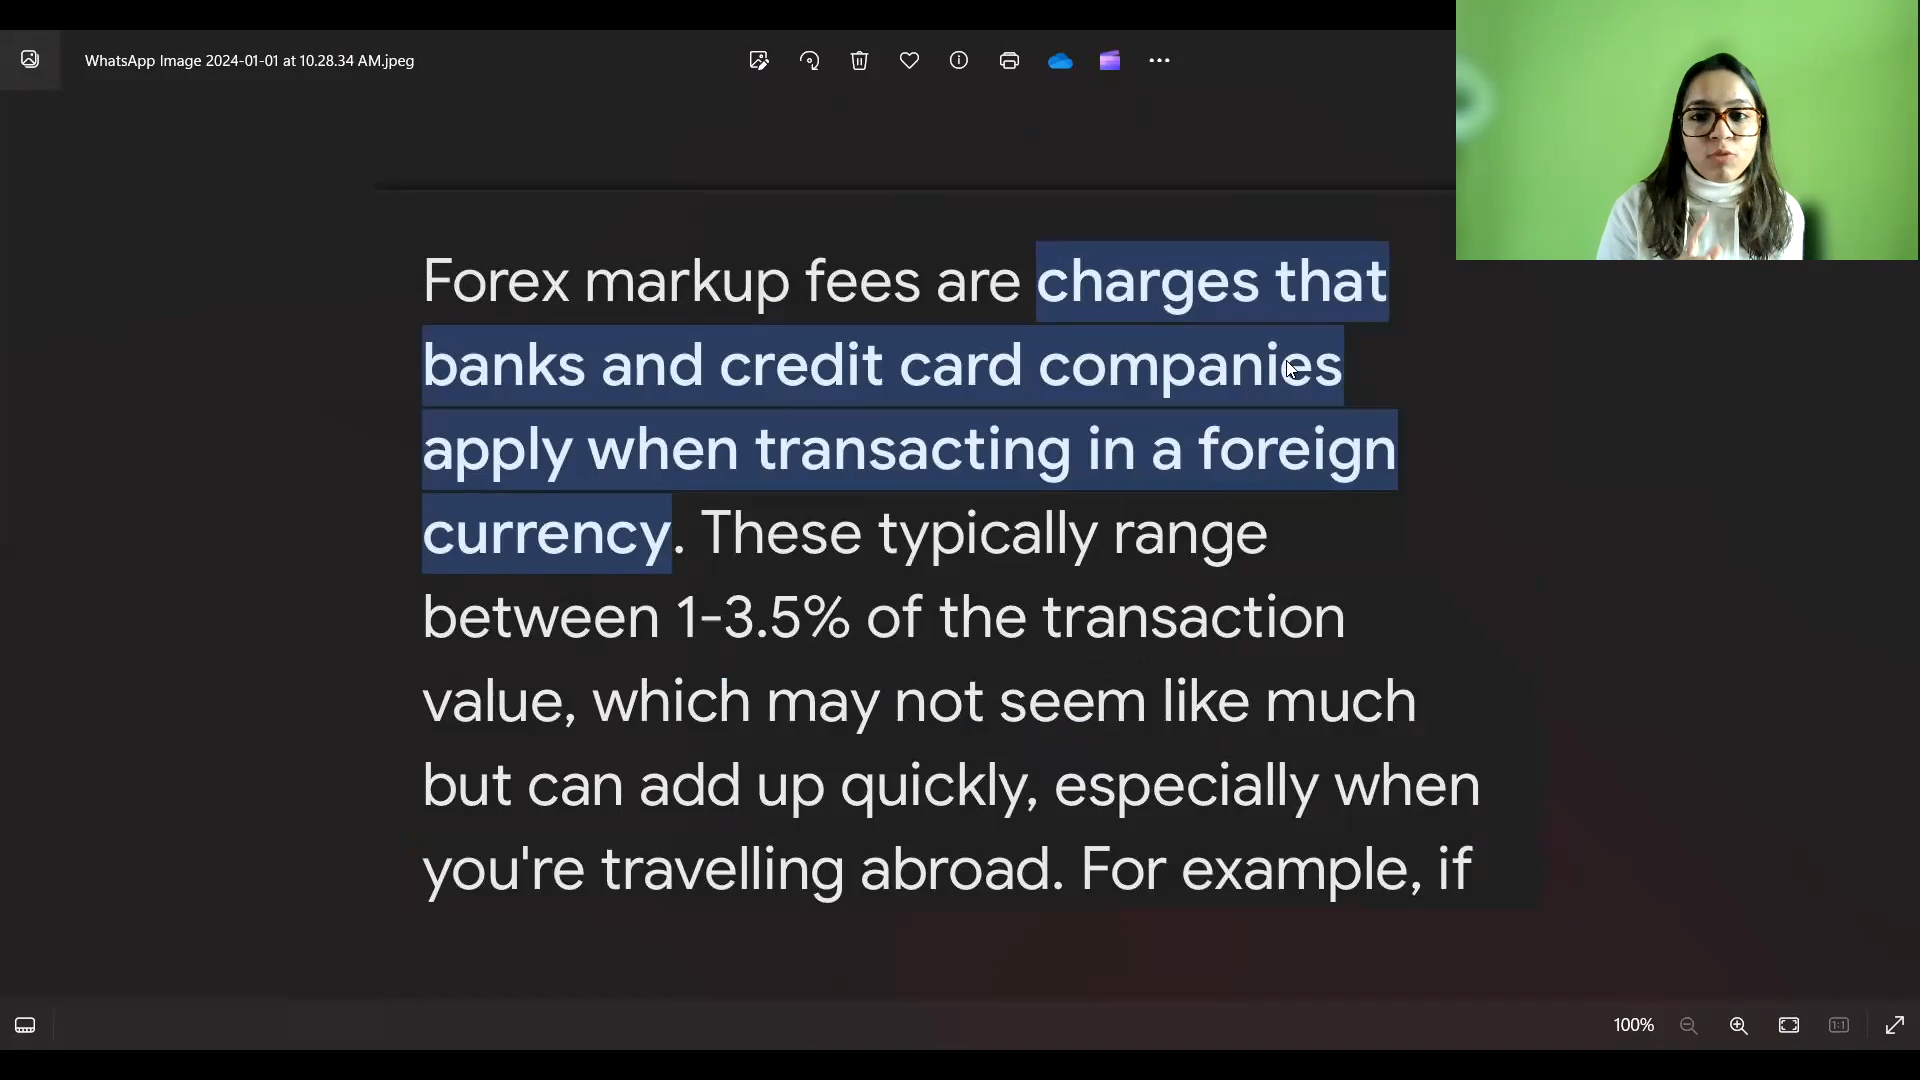 WhatsApp Image 2024-01-01 at 10.28.34 AM.jpeg
Forex markup fees are charges that
banks and credit card companies
apply when transacting in a foreign
currency. These typically range
between 1-3.5% of the transaction
value, which may not seem like much
but can add up quickly, especially when
you're travelling abroad. For example, if
100%
1:1